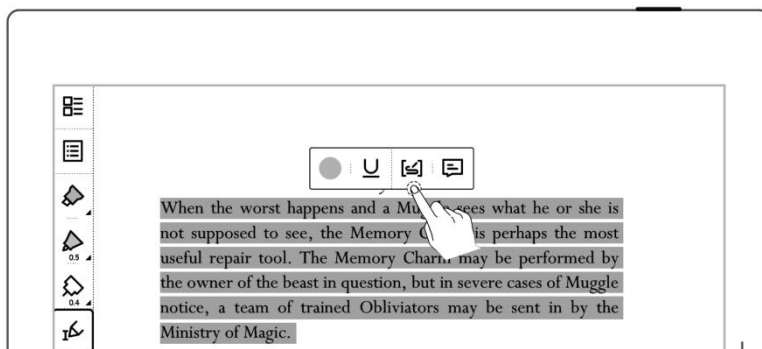 0.5
0.4
When the worst happens and a Muggle sees what he or she is
not supposed to see, the Memory Charm is perhaps the most
useful repair tool. The Memory Charm may be performed by
the owner of the beast in question, but in severe cases of Muggle
notice, a team of trained Obliviators may be sent in by the
Ministry of Magic.